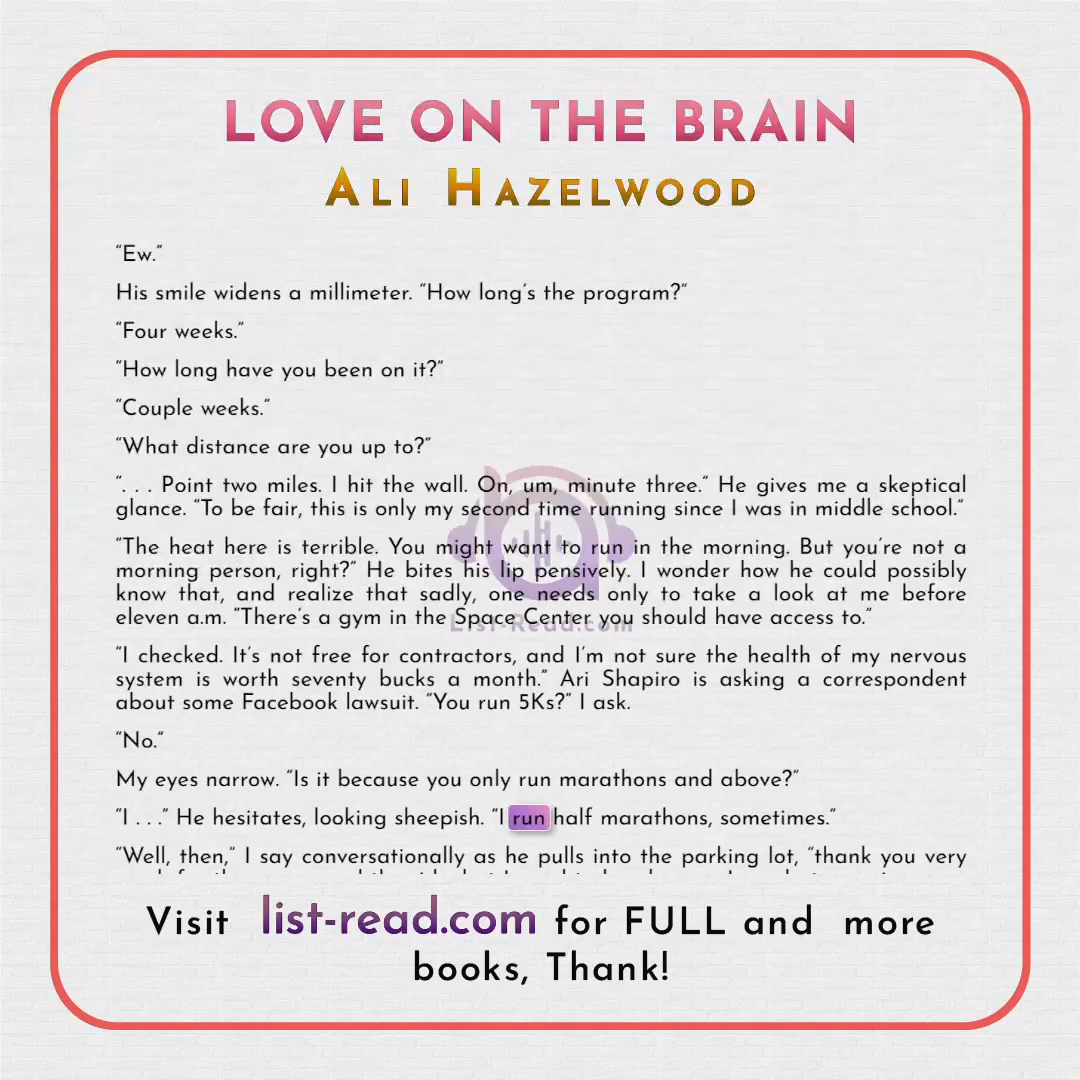 LOVE ON THE BRAIN
ALI HAZELWOOD
“Ew.”
His smile widens a millimeter. “How long’s the program?”
“Four weeks.”
“How long have you been on it?”
“Couple weeks.”
“What distance are you up to?”
“. . . Point two miles. I hit the wall. On, um, minute three.” He gives me a skeptical
glance. “To be fair, this is only my second time running since I was in middle school.”
“The heat here is terrible. You might want to run in the morning. But you’re not a
morning person, right?” He bites his lip pensively. I wonder how he could possibly
know that, and realize that sadly, one needs only to take a look at me before
eleven a.m. “There’s a gym in the Space Center you should have access to.”
List-Read.com
“I checked. It’s not free for contractors, and I’m not sure the health of my nervous
system is worth seventy bucks a month.” Ari Shapiro is asking a correspondent
about some Facebook lawsuit. “You run 5Ks?” I ask.
“No.”
My eyes narrow. “Is it because you only run marathons and above?”
“I . . .” He hesitates, looking sheepish. “I run half marathons, sometimes.”
“Well, then,” I say conversationally as he pulls into the parking lot, “thank you very
Visit list-read.com for FULL and more
books, Thank!